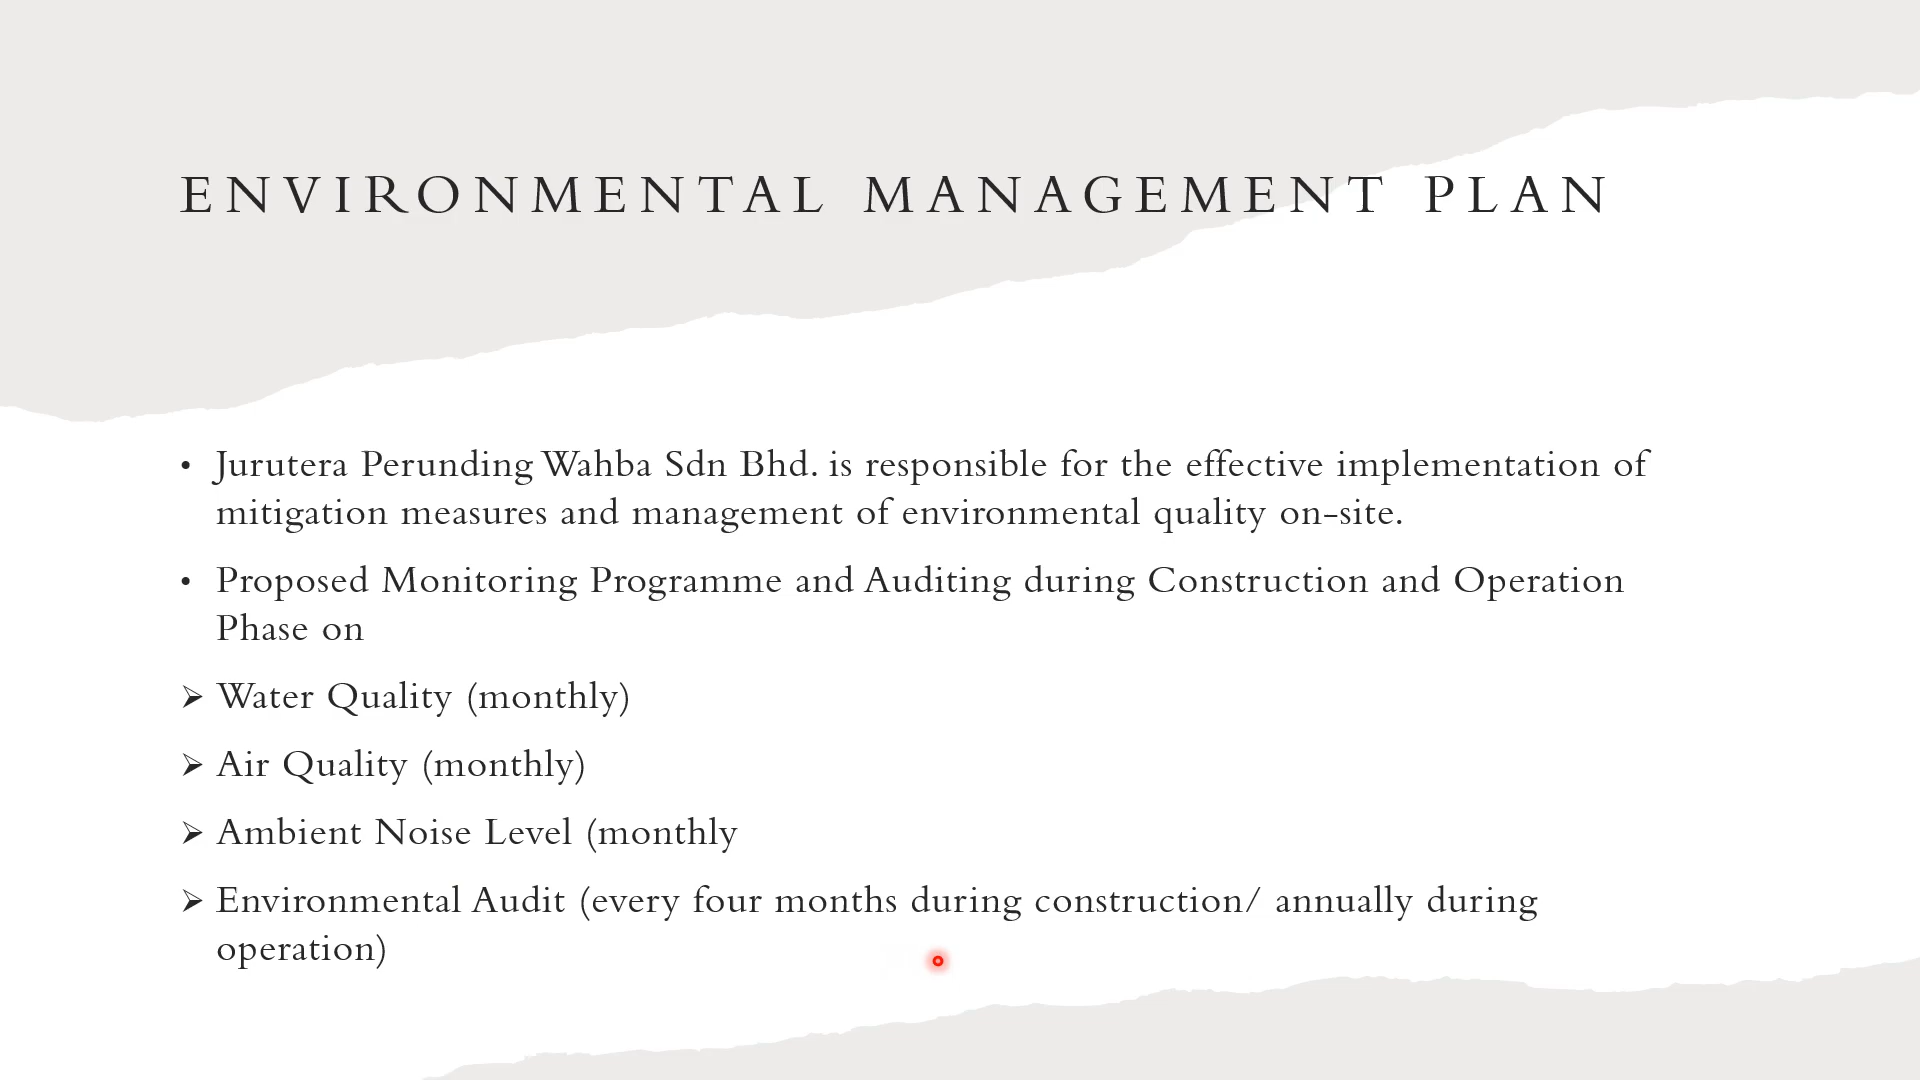 ENVIRONMENTAL MANAGEMENT PLAN
• Jurutera Perunding Wahba Sdn Bhd. is responsible for the effective implementation of
mitigation measures and management of environmental quality on-site.
• Proposed Monitoring Programme and Auditing during Construction and Operation
Phase on
➢ Water Quality (monthly)
➢ Air Quality (monthly)
➢ Ambient Noise Level (monthly
➢ Environmental Audit (every four months during construction/ annually during
operation)